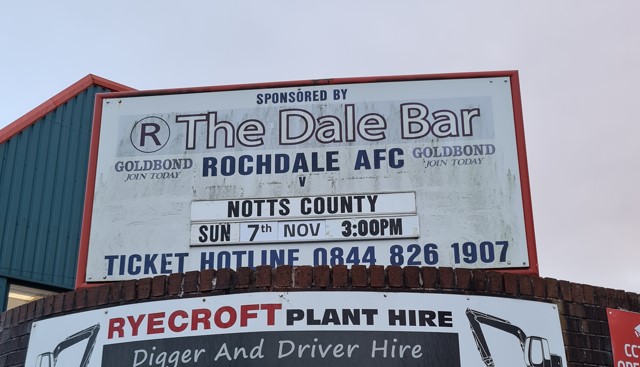 SPONSORED BY
R The Dale Bar
GOLDBOND JOIN TODAY
ROCHDALE AFC
GOLDBOND JOIN TODAY
V
NOTTS COUNTY
SUN 7th NOV 3:00PM
TICKET HOTLINE 0844 826 1907
RYECROFT PLANT HIRE
Digger And Driver Hire